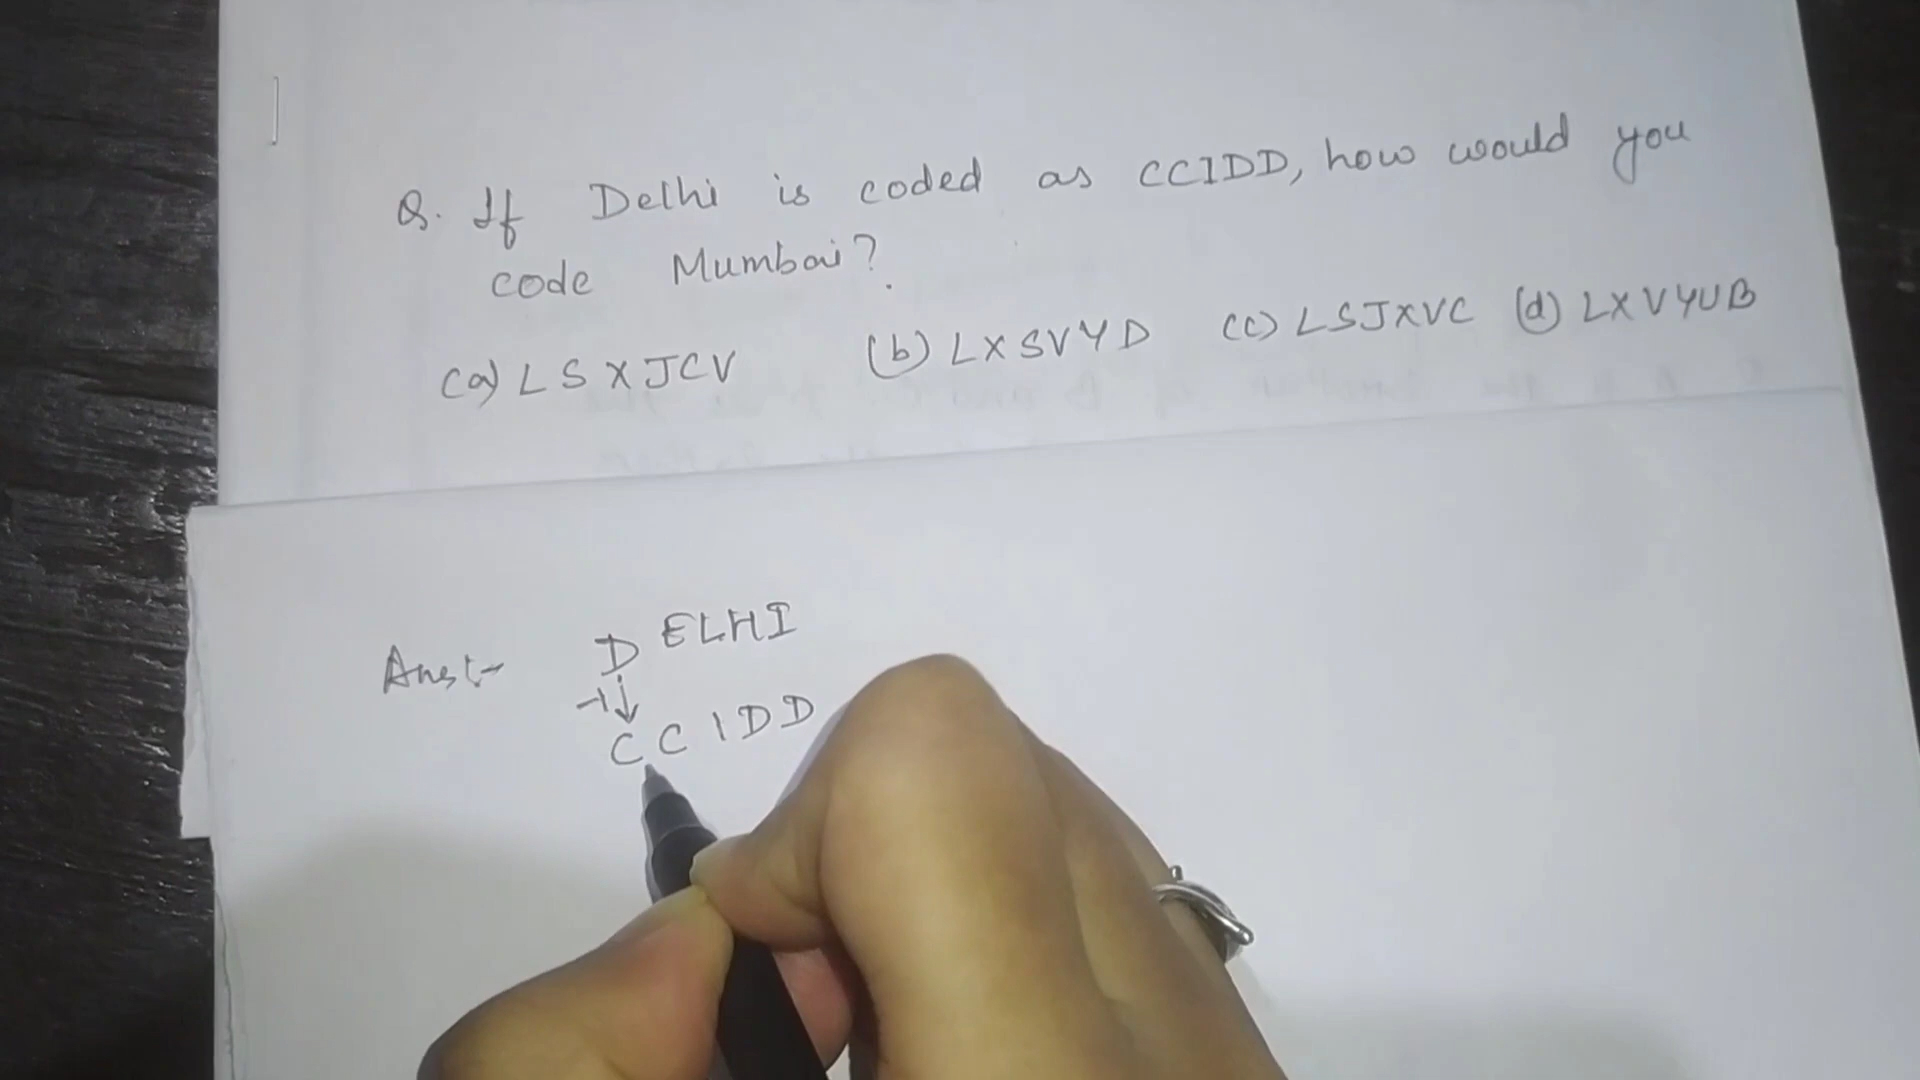 Q. If Delhi is coded as CCIDD, how would you
code Mumbai?
(a) LSXJCV (b) LXSVYD (c) LSJXVC (d) LXVYUB
Ans:- DELHI
-1↓
CCIDD